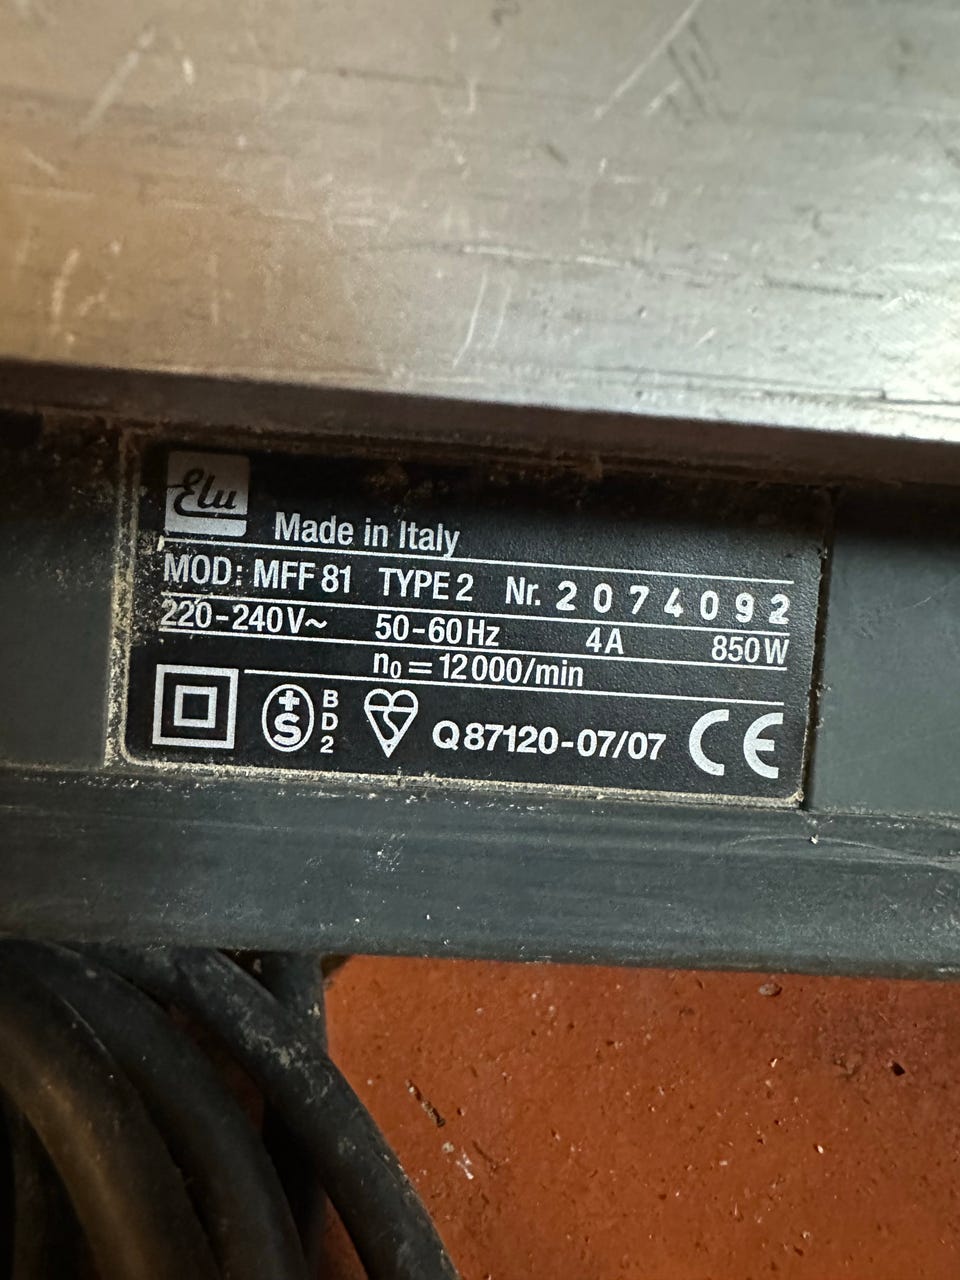 Elu
Made in Italy
MOD: MFF 81 TYPE 2 Nr. 2074092
220-240V~ 50-60Hz 4A 850W
n₀ = 12000/min
+S BD2 Q87120-07/07 CE